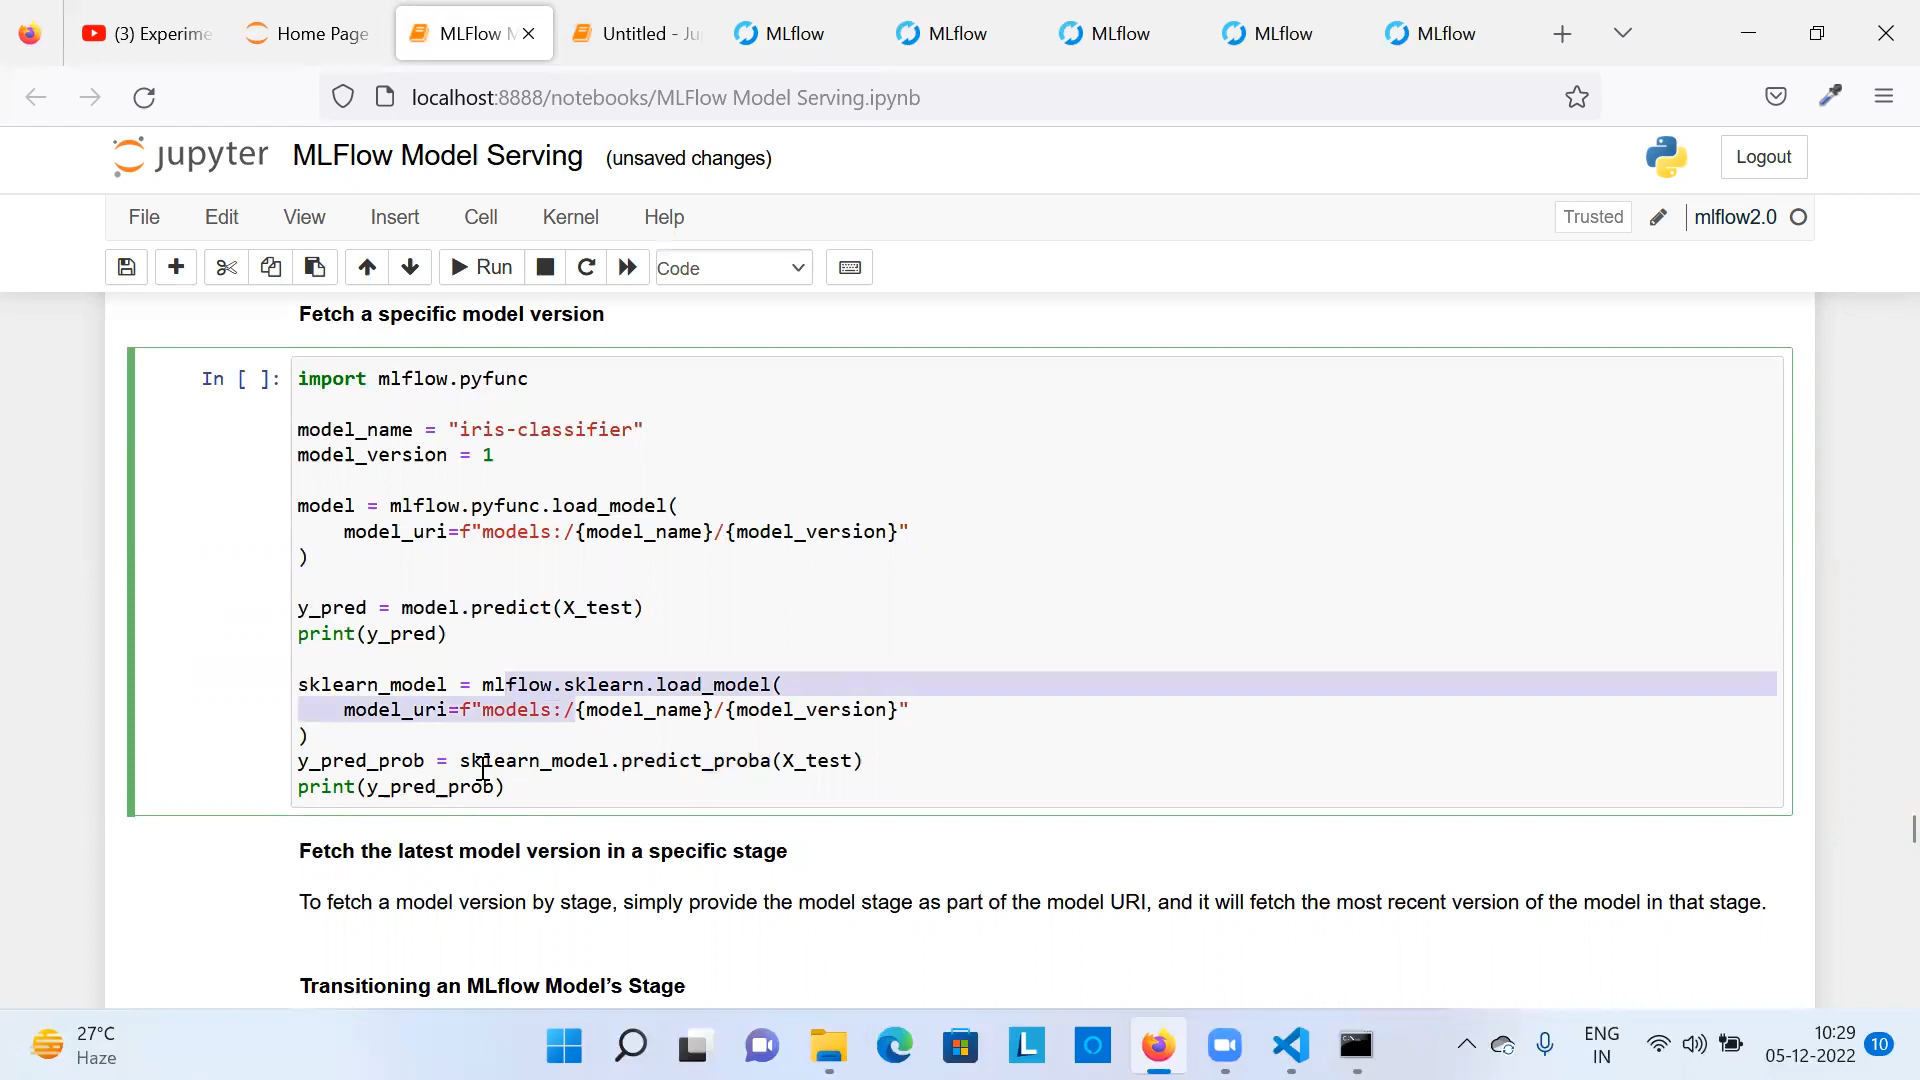 (3) Experime
Home Page
MLFlow M
Untitled - Ju
MLflow
MLflow
MLflow
MLflow
MLflow
localhost:8888/notebooks/MLFlow Model Serving.ipynb
jupyter
MLFlow Model Serving
(unsaved changes)
Logout
File
Edit
View
Insert
Cell
Kernel
Help
Trusted
mlflow2.0
Run
Code
Fetch a specific model version
In [ ]:
import mlflow.pyfunc
model_name = "iris-classifier"
model_version = 1
model = mlflow.pyfunc.load_model(
    model_uri=f"models:/{model_name}/{model_version}"
)
y_pred = model.predict(X_test)
print(y_pred)
sklearn_model = mlflow.sklearn.load_model(
    model_uri=f"models:/{model_name}/{model_version}"
)
y_pred_prob = sklearn_model.predict_proba(X_test)
print(y_pred_prob)
Fetch the latest model version in a specific stage
To fetch a model version by stage, simply provide the model stage as part of the model URI, and it will fetch the most recent version of the model in that stage.
Transitioning an MLflow Model’s Stage
27°C
Haze
L
ENG
IN
10:29
05-12-2022
10